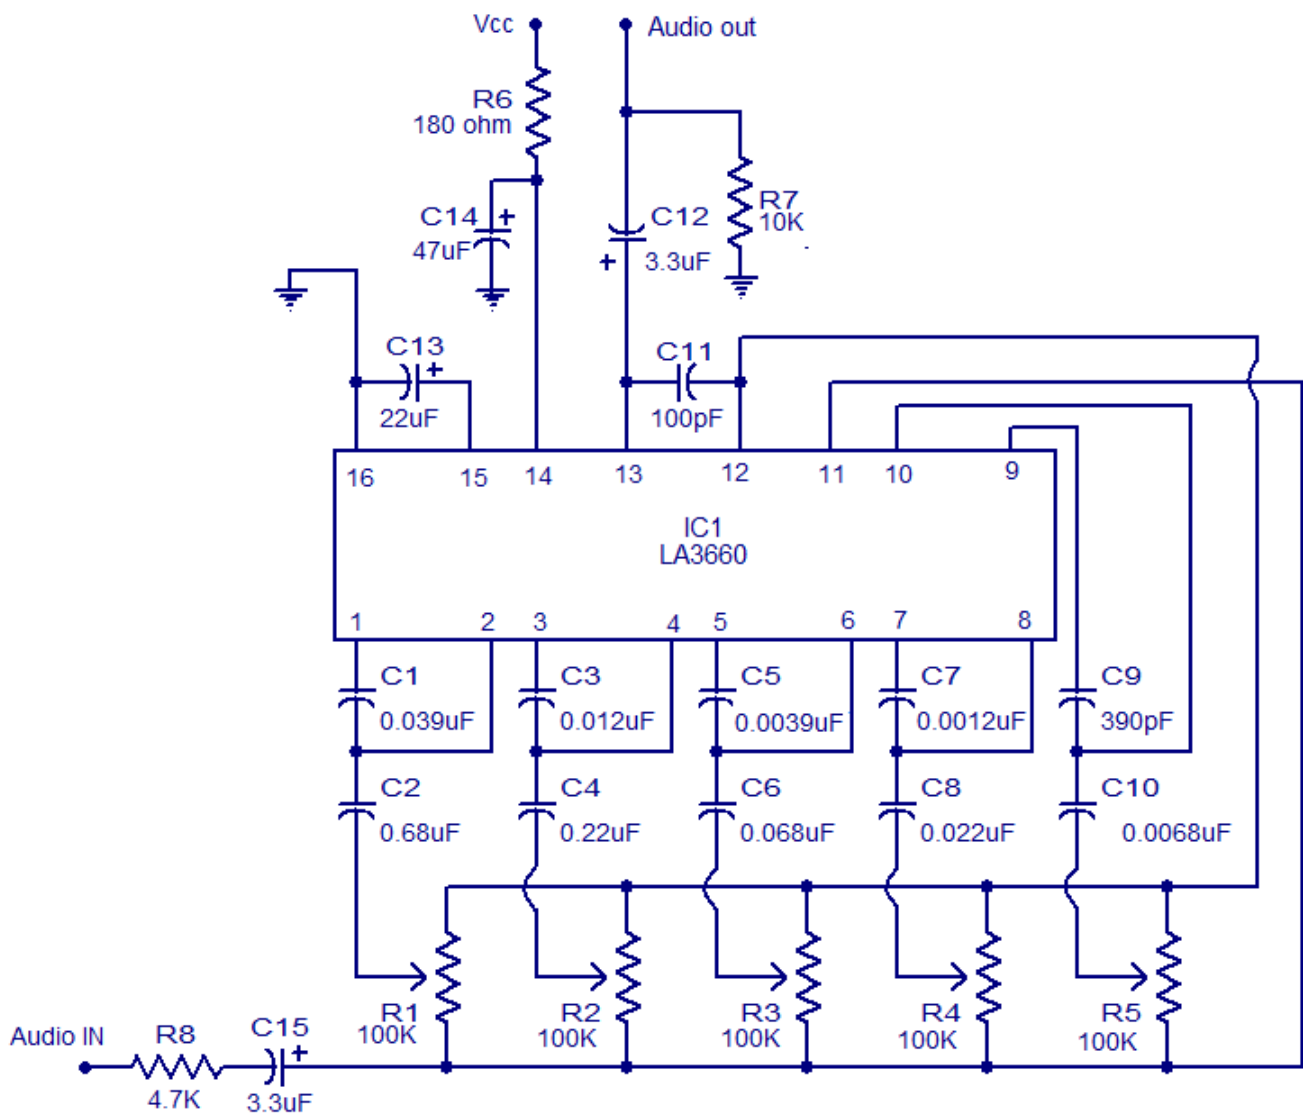 Vcc
Audio out
R6
180 ohm
C14 +
47uF
C12
+ 3.3uF
R7
10K
C13 +
22uF
C11
100pF
16 15 14 13 12 11 10 9
IC1
LA3660
1 2 3 4 5 6 7 8
C1 C3 C5 C7 C9
0.039uF 0.012uF 0.0039uF 0.0012uF 390pF
C2 C4 C6 C8 C10
0.68uF 0.22uF 0.068uF 0.022uF 0.0068uF
R1 R2 R3 R4 R5
100K 100K 100K 100K 100K
Audio IN R8 C15 +
4.7K 3.3uF